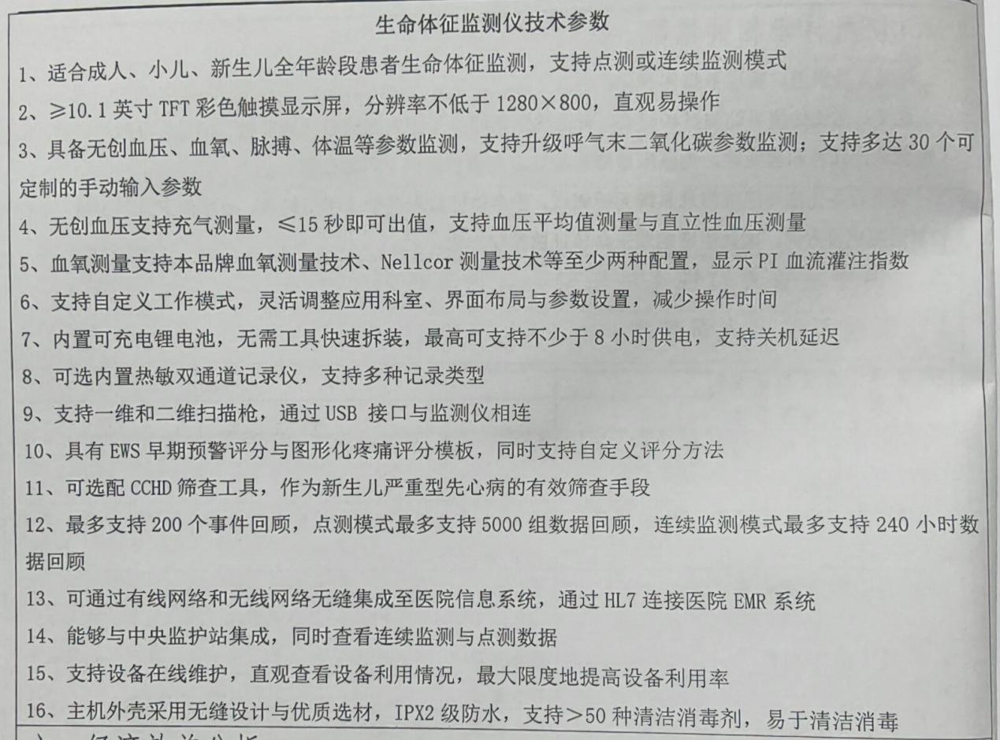 生命体征监测仪技术参数
1、适合成人、小儿、新生儿全年龄段患者生命体征监测，支持点测或连续监测模式
2、≥10.1 英寸 TFT 彩色触摸显示屏，分辨率不低于 1280×800，直观易操作
3、具备无创血压、血氧、脉搏、体温等参数监测，支持升级呼气末二氧化碳参数监测；支持多达 30 个可
定制的手动输入参数
4、无创血压支持充气测量，≤15 秒即可出值，支持血压平均值测量与直立性血压测量
5、血氧测量支持本品牌血氧测量技术、Nellcor 测量技术等至少两种配置，显示 PI 血流灌注指数
6、支持自定义工作模式，灵活调整应用科室、界面布局与参数设置，减少操作时间
7、内置可充电锂电池，无需工具快速拆装，最高可支持不少于 8 小时供电，支持关机延迟
8、可选内置热敏双通道记录仪，支持多种记录类型
9、支持一维和二维扫描枪，通过 USB 接口与监测仪相连
10、具有 EWS 早期预警评分与图形化疼痛评分模板，同时支持自定义评分方法
11、可选配 CCHD 筛查工具，作为新生儿严重型先心病的有效筛查手段
12、最多支持 200 个事件回顾，点测模式最多支持 5000 组数据回顾，连续监测模式最多支持 240 小时数
据回顾
13、可通过有线网络和无线网络无缝集成至医院信息系统，通过 HL7 连接医院 EMR 系统
14、能够与中央监护站集成，同时查看连续监测与点测数据
15、支持设备在线维护，直观查看设备利用情况，最大限度地提高设备利用率
16、主机外壳采用无缝设计与优质选材，IPX2 级防水，支持＞50 种清洁消毒剂，易于清洁消毒